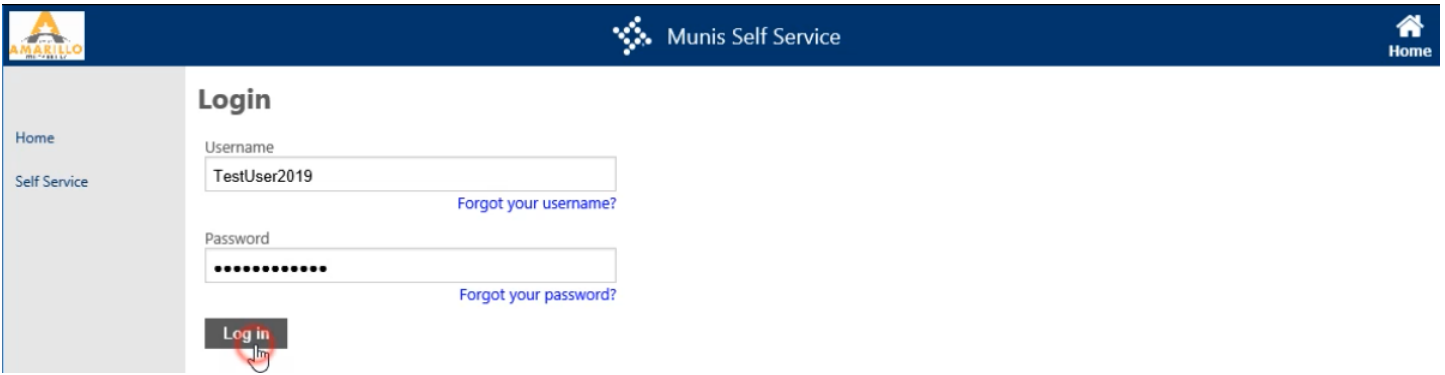 AMARILLO
Munis Self Service
Home
Login
Home
Self Service
Username
TestUser2019
Forgot your username?
Password
••••••••••••
Forgot your password?
Log in